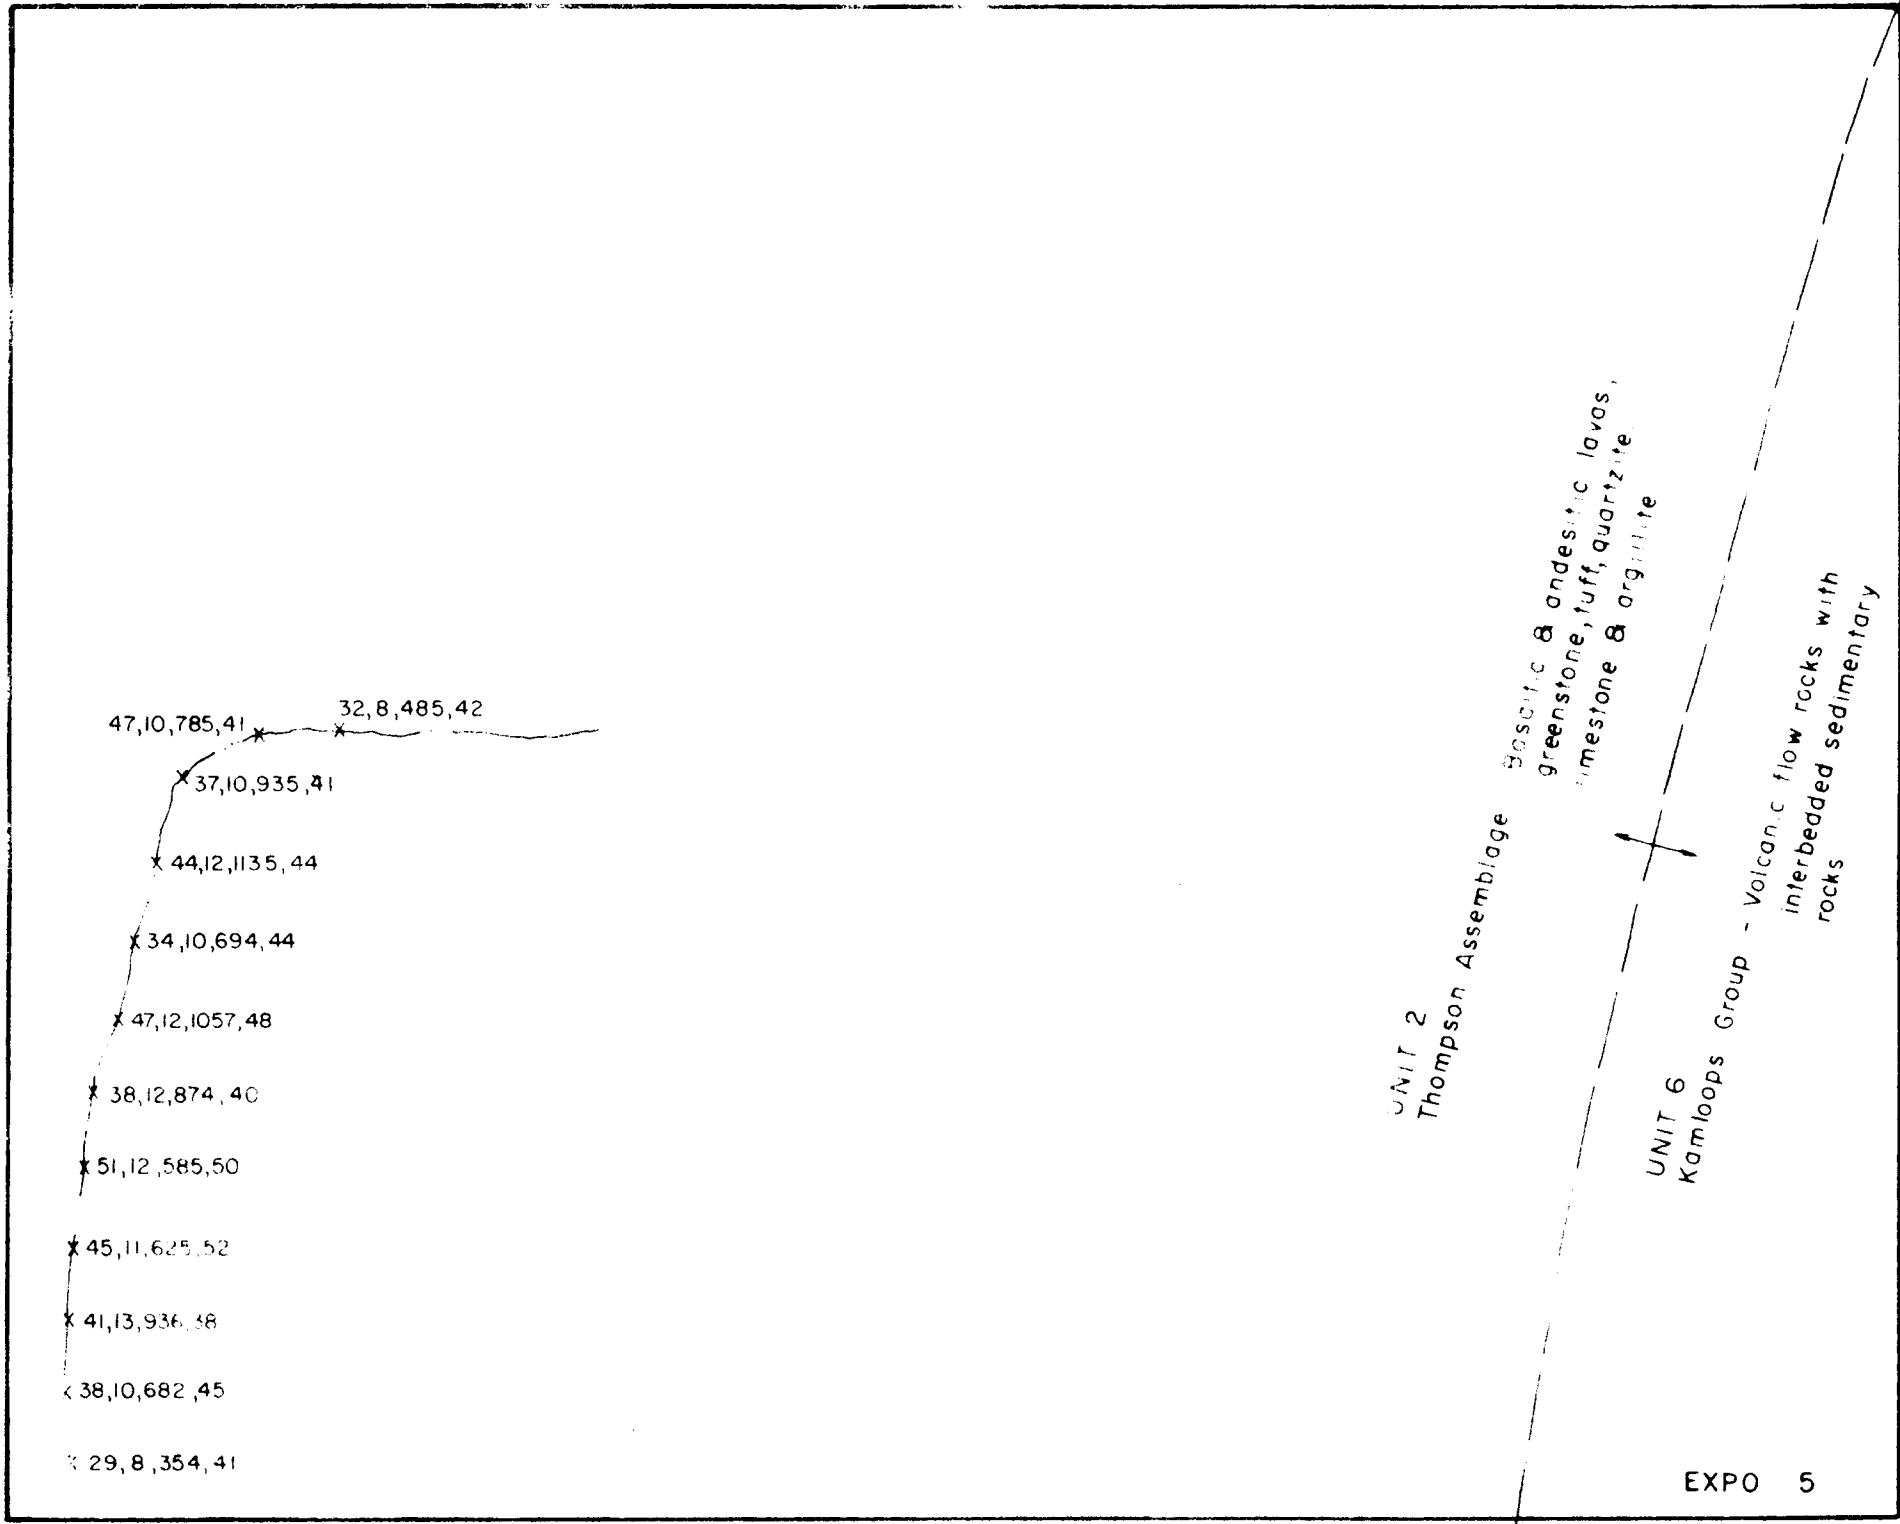 32,8,485,42
47,10,785,41
37,10,935,41
44,12,1135,44
34,10,694,44
47,12,1057,48
38,12,874,40
51,12,585,50
45,11,625,52
41,13,936,38
38,10,682,45
29,8,354,41
UNIT 2
Thompson Assemblage Basaltic & andesitic lavas,
greenstone, tuff, quartzite,
limestone & argillite
UNIT 6
Kamloops Group - Volcanic flow rocks with
interbedded sedimentary
rocks
EXPO 5